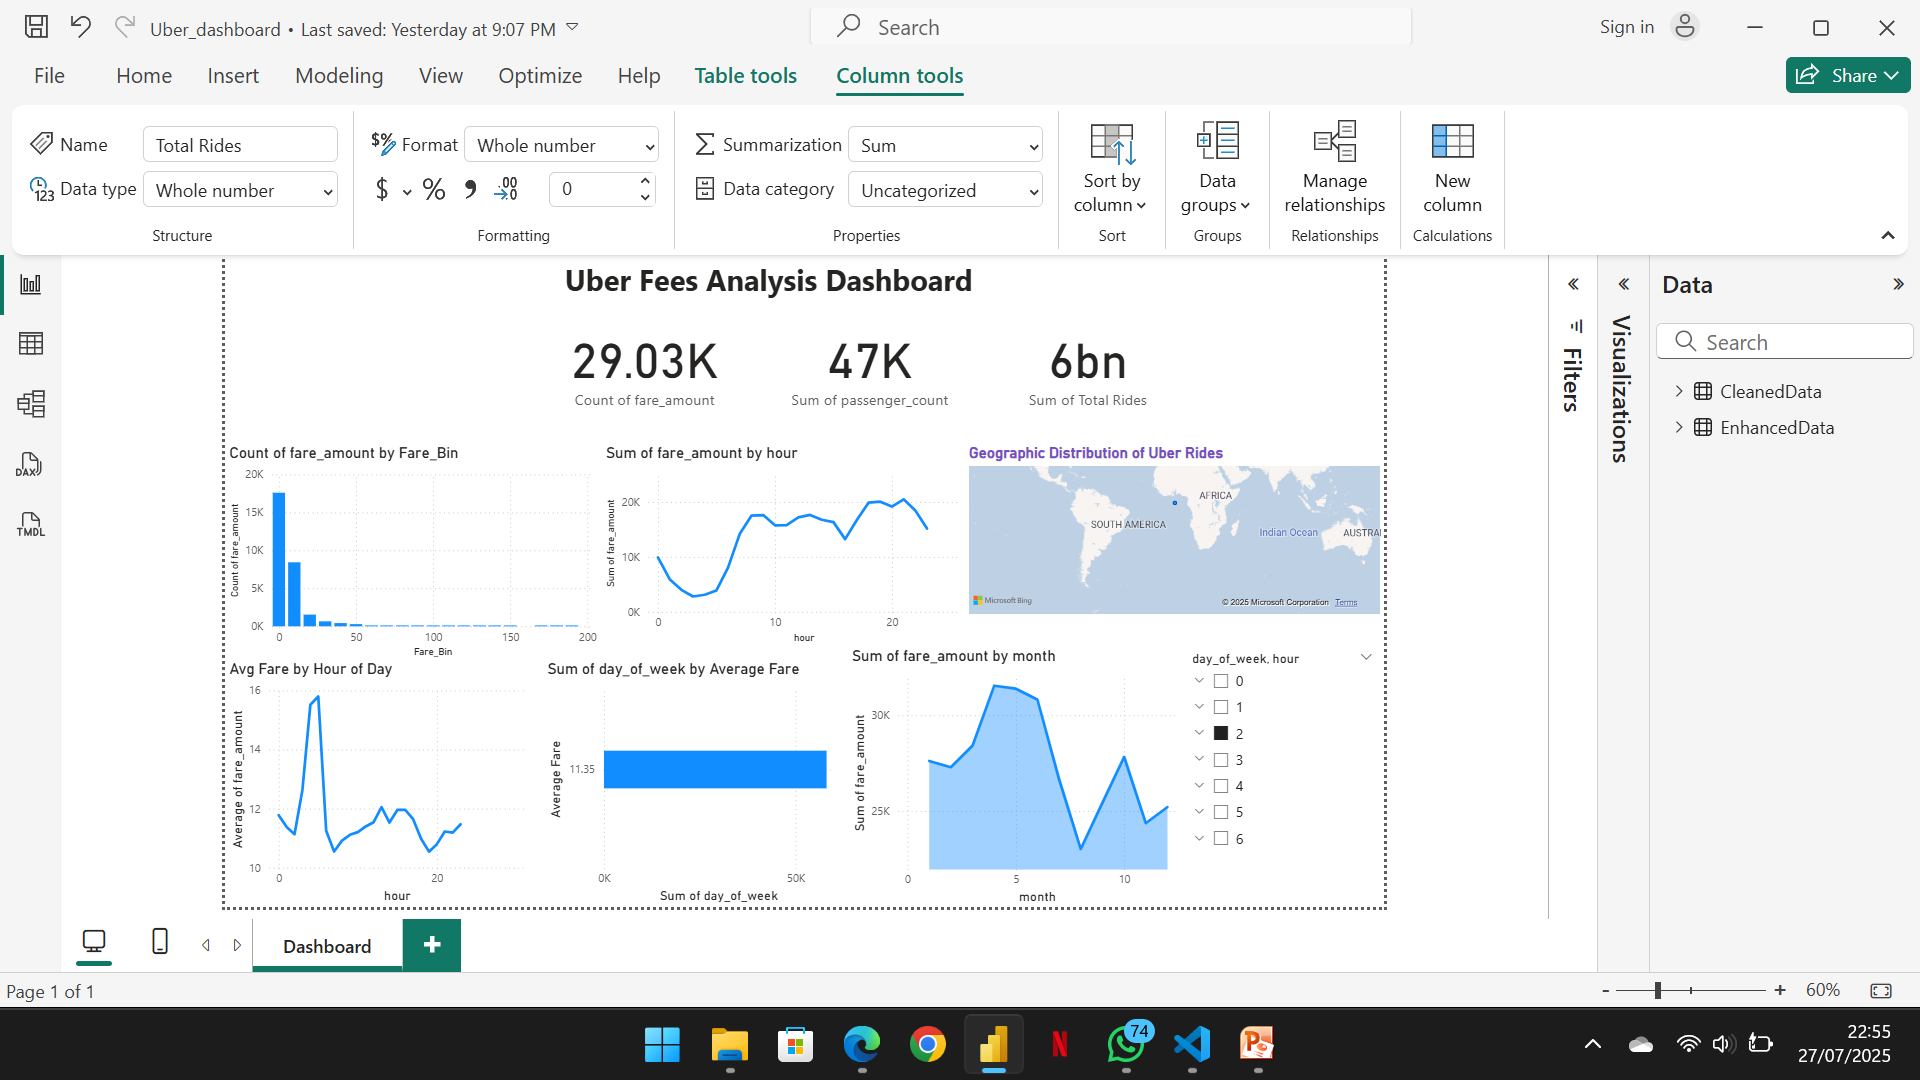 Uber_dashboard • Last saved: Yesterday at 9:07 PM
Search
Sign in
File
Home
Insert
Modeling
View
Optimize
Help
Table tools
Column tools
Share
Name
Total Rides
Data type
Whole number
Structure
Format
Whole number
$
%
,
.00
0
Formatting
Summarization
Sum
Data category
Uncategorized
Properties
Sort by
column
Sort
Data
groups
Groups
Manage
relationships
Relationships
New
column
Calculations
DAX
TMDL
Uber Fees Analysis Dashboard
29.03K
Count of fare_amount
47K
Sum of passenger_count
6bn
Sum of Total Rides
Count of fare_amount by Fare_Bin
20K
15K
10K
5K
0K
Count of fare_amount
0
50
100
150
200
Fare_Bin
Sum of fare_amount by hour
20K
10K
0K
Sum of fare_amount
0
10
20
hour
Geographic Distribution of Uber Rides
AFRICA
SOUTH AMERICA
Indian Ocean
AUSTRA
Microsoft Bing
© 2025 Microsoft Corporation
Terms
Avg Fare by Hour of Day
16
14
12
10
Average of fare_amount
0
20
hour
Sum of day_of_week by Average Fare
Average Fare
11.35
0K
50K
Sum of day_of_week
Sum of fare_amount by month
30K
25K
Sum of fare_amount
0
5
10
month
day_of_week, hour
0
1
2
3
4
5
6
Filters
Visualizations
Data
Search
CleanedData
EnhancedData
Dashboard
Page 1 of 1
60%
74
22:55
27/07/2025